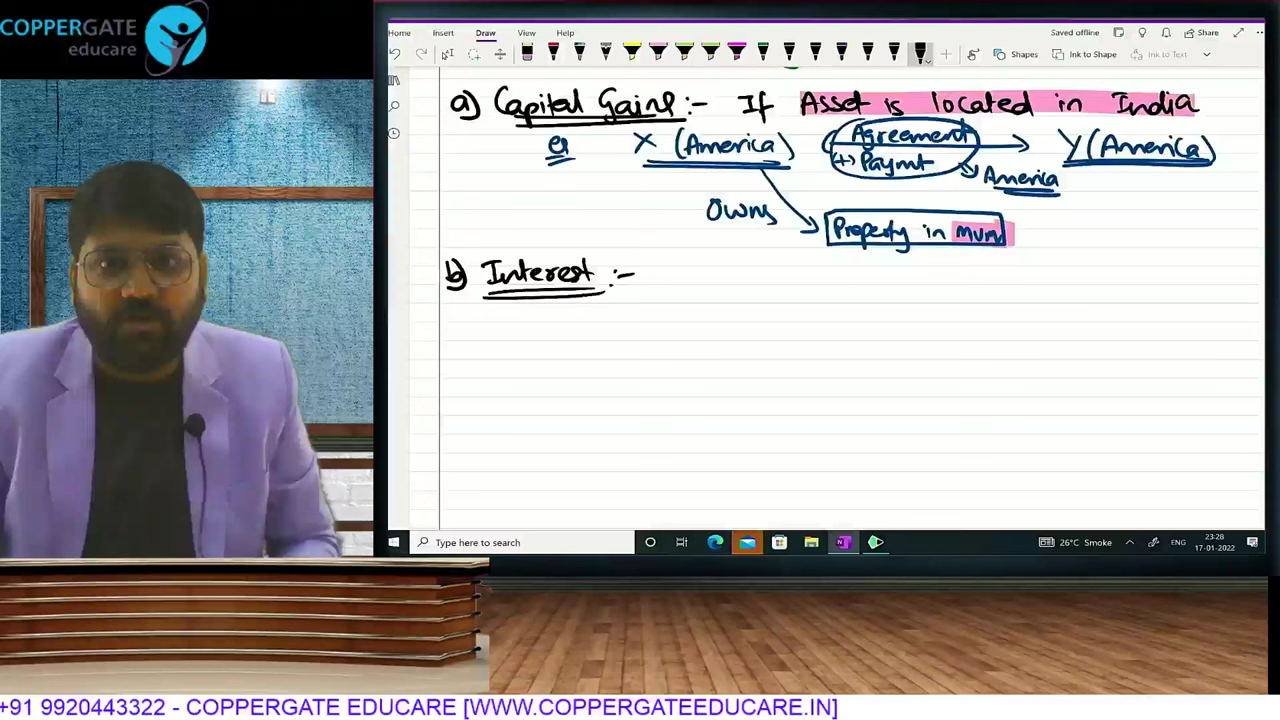 COPPERGATE
educare
Home Insert Draw View Help
Saved offline
Share
Shapes
Ink to Shape
Ink to Text
a) Capital Gains :- If Asset is located in India
eg X (America) Agreement Y (America)
(+) Paymt
America
Owns
Property in mum
b) Interest :-
Type here to search
26°C Smoke
ENG
23:28
17-01-2022
+91 9920443322 - COPPERGATE EDUCARE [WWW.COPPERGATEEDUCARE.IN]